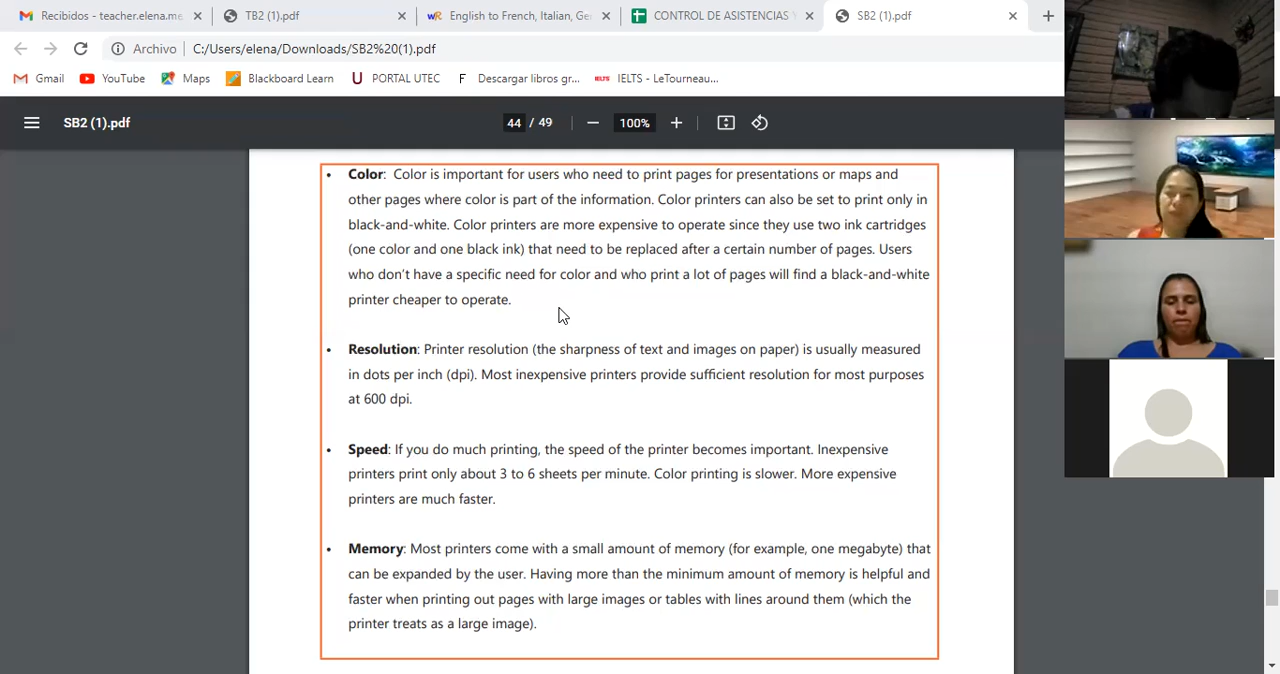 Recibidos - teacher.elena.me
TB2 (1).pdf
English to French, Italian, Ger
CONTROL DE ASISTENCIAS Y
SB2 (1).pdf
Archivo
C:/Users/elena/Downloads/SB2%20(1).pdf
Gmail
YouTube
Maps
Blackboard Learn
PORTAL UTEC
F Descargar libros gr...
IELTS IELTS - LeTourneau...
SB2 (1).pdf
44 / 49
100%
• Color: Color is important for users who need to print pages for presentations or maps and
other pages where color is part of the information. Color printers can also be set to print only in
black-and-white. Color printers are more expensive to operate since they use two ink cartridges
(one color and one black ink) that need to be replaced after a certain number of pages. Users
who don't have a specific need for color and who print a lot of pages will find a black-and-white
printer cheaper to operate.
• Resolution: Printer resolution (the sharpness of text and images on paper) is usually measured
in dots per inch (dpi). Most inexpensive printers provide sufficient resolution for most purposes
at 600 dpi.
• Speed: If you do much printing, the speed of the printer becomes important. Inexpensive
printers print only about 3 to 6 sheets per minute. Color printing is slower. More expensive
printers are much faster.
• Memory: Most printers come with a small amount of memory (for example, one megabyte) that
can be expanded by the user. Having more than the minimum amount of memory is helpful and
faster when printing out pages with large images or tables with lines around them (which the
printer treats as a large image).